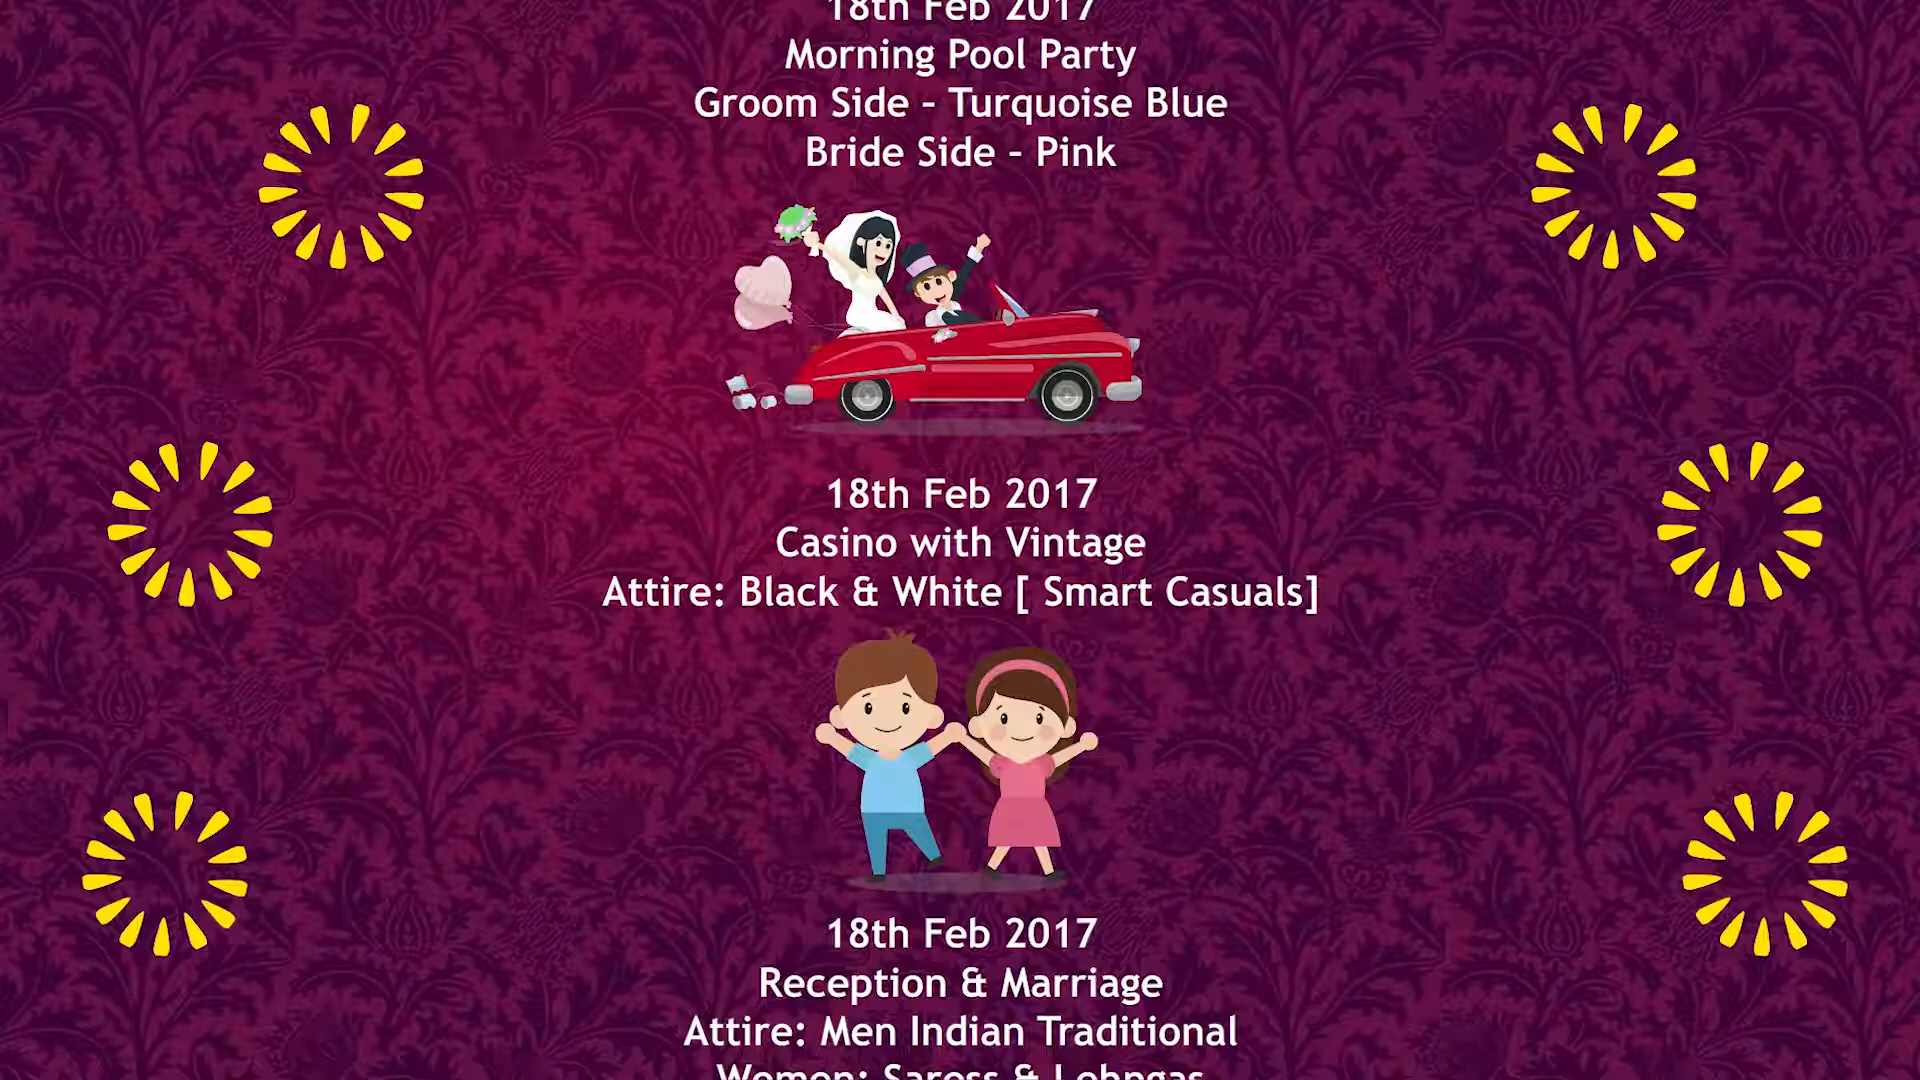 18th Feb 2017
Morning Pool Party
Groom Side - Turquoise Blue
Bride Side - Pink
18th Feb 2017
Casino with Vintage
Attire: Black & White [ Smart Casuals]
18th Feb 2017
Reception & Marriage
Attire: Men Indian Traditional
Women: &